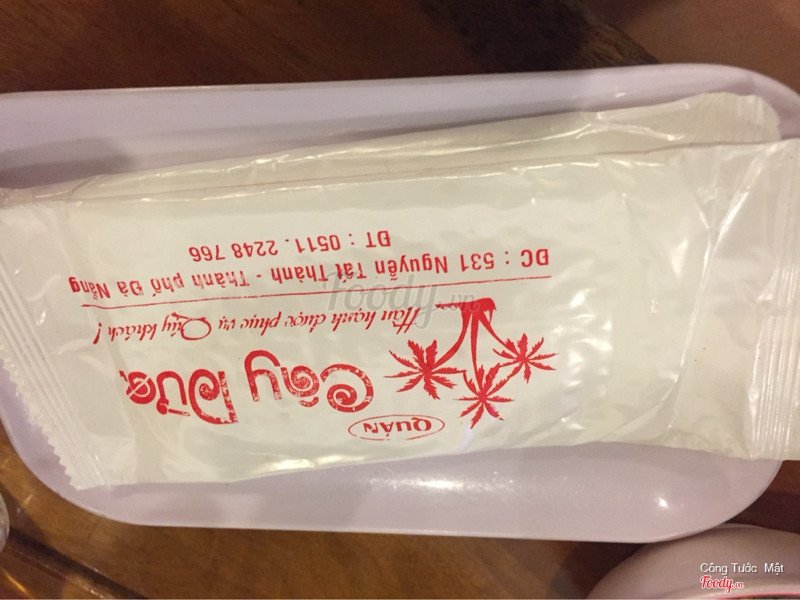 QUÁN
Cây Dừa
Hân hạnh được phục vụ Quý khách!
ĐC : 531 Nguyễn Tất Thành - Thành phố Đà Nẵng
ĐT : 0511. 2248 766
Foody.vn
Công Tước Mật
Foody.vn